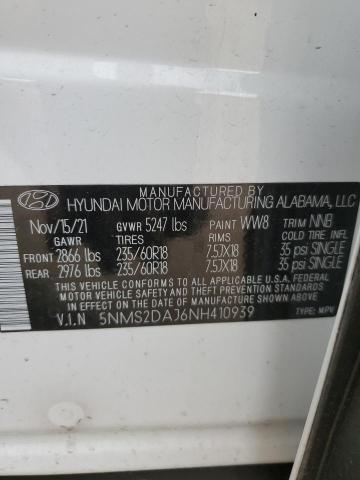 MANUFACTURED BY
HYUNDAI MOTOR MANUFACTURING ALABAMA, LLC
Nov/15/21 GVWR 5247 lbs PAINT WW8 TRIM NNB
GAWR TIRES RIMS COLD TIRE INFL.
FRONT 2866 lbs 235/60R18 7.5JX18 35 psi SINGLE
REAR 2976 lbs 235/60R18 7.5JX18 35 psi SINGLE
THIS VEHICLE CONFORMS TO ALL APPLICABLE
U.S.A. FEDERAL MOTOR VEHICLE SAFETY STANDARDS
IN EFFECT ON THE DATE OF MANUFACTURE SHOWN ABOVE.
V.I.N 5NMS2DAJ6NH410939 TYPE: MPV